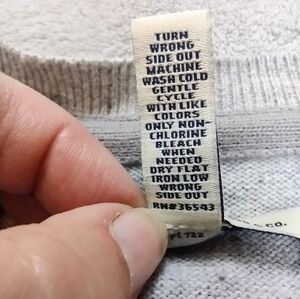 TURN
WRONG
SIDE OUT
MACHINE
WASH COLD
GENTLE
CYCLE
WITH LIKE
COLORS
ONLY NON-
CHLORINE
BLEACH
WHEN
NEEDED
DRY FLAT
IRON LOW
WRONG
SIDE OUT
RN#36543
& CO.